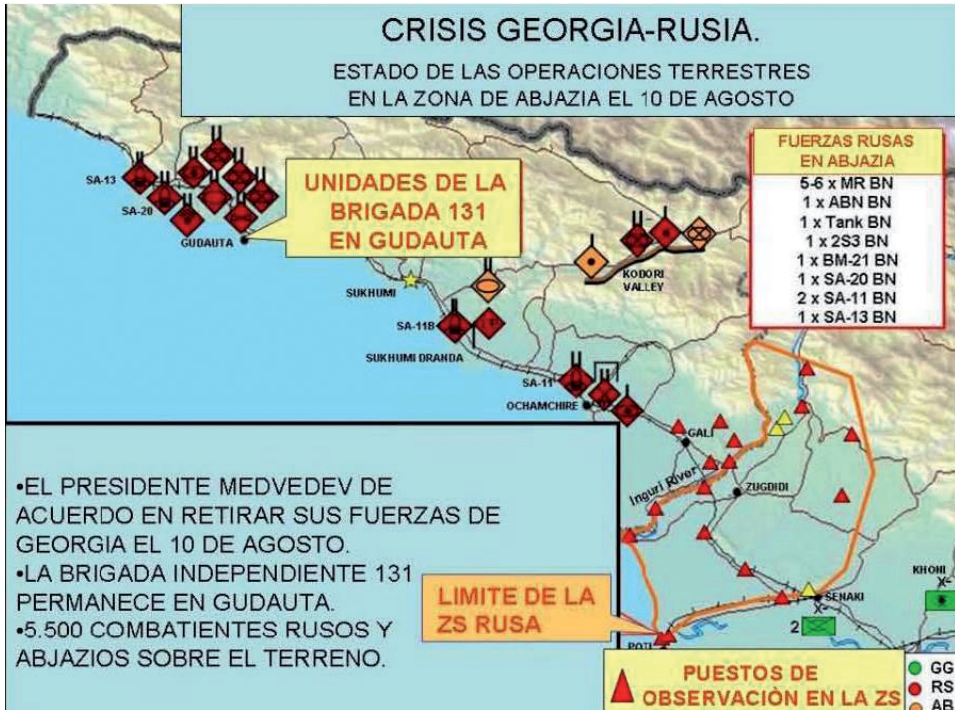 CRISIS GEORGIA-RUSIA.
ESTADO DE LAS OPERACIONES TERRESTRES
EN LA ZONA DE ABJAZIA EL 10 DE AGOSTO
FUERZAS RUSAS
EN ABJAZIA
5-6 x MR BN
1 x ABN BN
1 x Tank BN
1 x 2S3 BN
1 x BM-21 BN
1 x SA-20 BN
2 x SA-11 BN
1 x SA-13 BN
UNIDADES DE LA
BRIGADA 131
EN GUDAUTA
SA-13
SA-20
GUDAUTA
SUKHUMI
KODORI
VALLEY
SA-11B
SUKHUMI DRANDA
SA-11
OCHAMCHIRE
GALI
Inguri River
ZUGDIDI
KHONI
X-
SENAKI
X-
2
POTI
•EL PRESIDENTE MEDVEDEV DE
ACUERDO EN RETIRAR SUS FUERZAS DE
GEORGIA EL 10 DE AGOSTO.
•LA BRIGADA INDEPENDIENTE 131
PERMANECE EN GUDAUTA.
•5.500 COMBATIENTES RUSOS Y
ABJAZIOS SOBRE EL TERRENO.
LIMITE DE LA
ZS RUSA
PUESTOS DE
OBSERVACIÒN EN LA ZS
GG
RS
AB